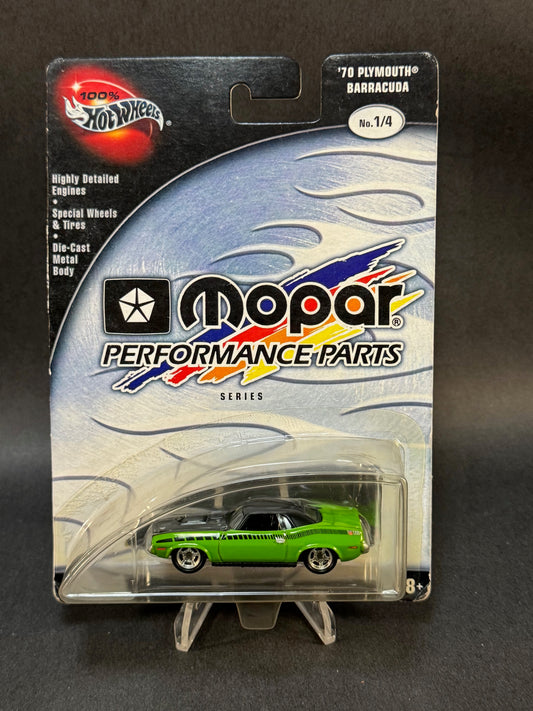 100%
Hot Wheels®
'70 PLYMOUTH®
BARRACUDA
No.1/4
Highly Detailed
Engines
•
Special Wheels
& Tires
•
Die-Cast
Metal
Body
mopar®
PERFORMANCE PARTS
SERIES
8+